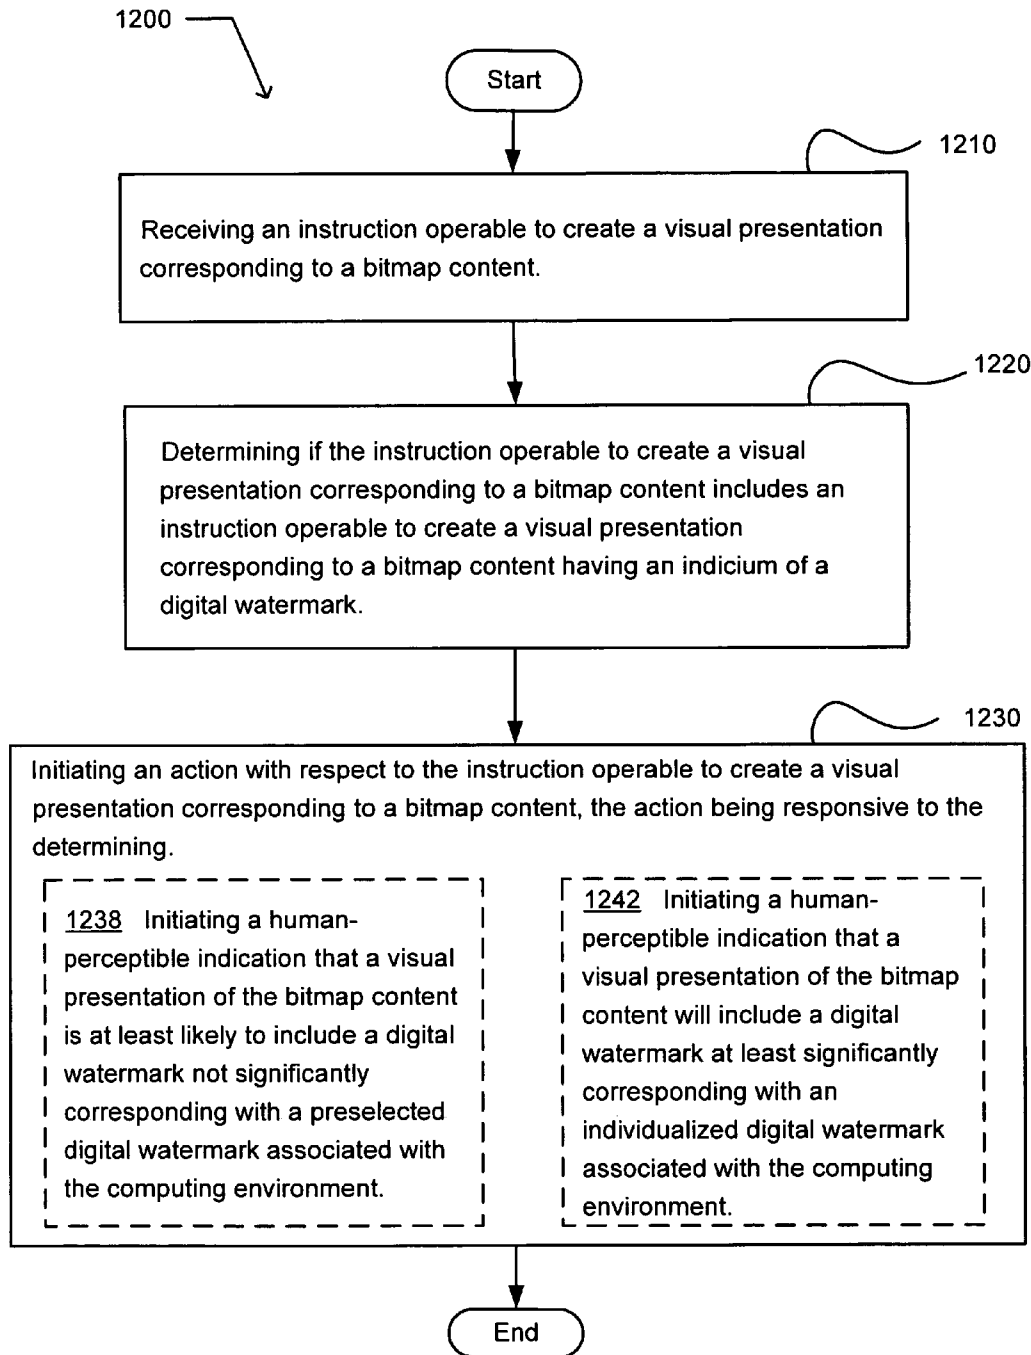 1200
Start
1210
Receiving an instruction operable to create a visual presentation
corresponding to a bitmap content.
1220
Determining if the instruction operable to create a visual
presentation corresponding to a bitmap content includes an
instruction operable to create a visual presentation
corresponding to a bitmap content having an indicium of a
digital watermark.
1230
Initiating an action with respect to the instruction operable to create a visual
presentation corresponding to a bitmap content, the action being responsive to the
determining.
1238 Initiating a human-
perceptible indication that a visual
presentation of the bitmap content
is at least likely to include a digital
watermark not significantly
corresponding with a preselected
digital watermark associated with
the computing environment.
1242 Initiating a human-
perceptible indication that a
visual presentation of the bitmap
content will include a digital
watermark at least significantly
corresponding with an
individualized digital watermark
associated with the computing
environment.
End